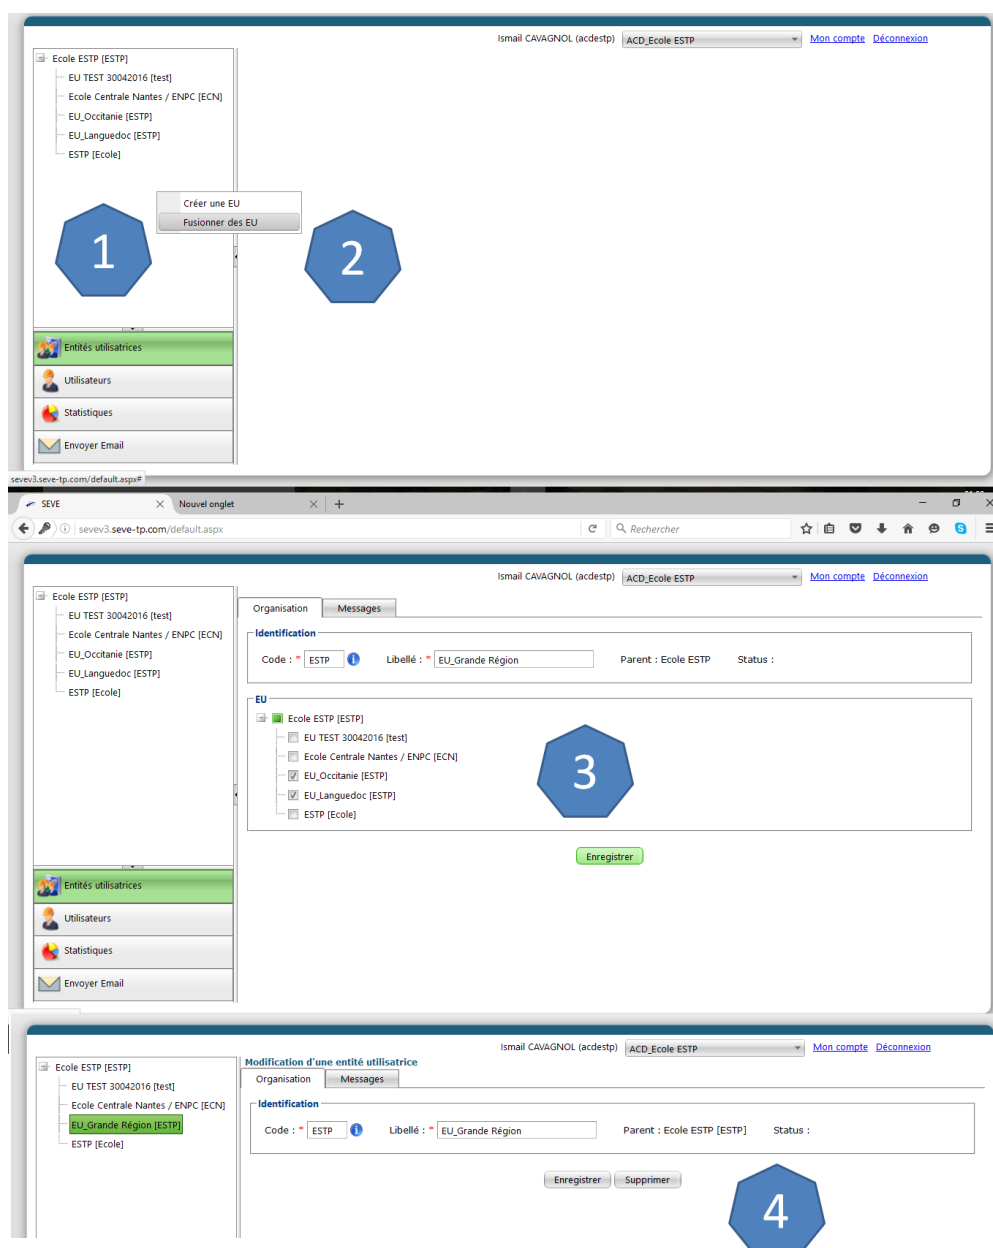 Ismail CAVAGNOL (acdestp) ACD_Ecole ESTP Mon compte Déconnexion
Ecole ESTP [ESTP]
EU TEST 30042016 [test]
Ecole Centrale Nantes / ENPC [ECN]
EU_Occitanie [ESTP]
EU_Languedoc [ESTP]
ESTP [Ecole]
Créer une EU
Fusionner des EU
1
2
Entités utilisatrices
Utilisateurs
Statistiques
Envoyer Email
sevev3.seve-tp.com/default.aspx#
SEVE Nouvel onglet
sevev3.seve-tp.com/default.aspx Rechercher
Ismail CAVAGNOL (acdestp) ACD_Ecole ESTP Mon compte Déconnexion
Ecole ESTP [ESTP]
EU TEST 30042016 [test]
Ecole Centrale Nantes / ENPC [ECN]
EU_Occitanie [ESTP]
EU_Languedoc [ESTP]
ESTP [Ecole]
Organisation Messages
Identification
Code : * ESTP Libellé : * EU_Grande Région Parent : Ecole ESTP Status :
EU
Ecole ESTP [ESTP]
EU TEST 30042016 [test]
Ecole Centrale Nantes / ENPC [ECN]
EU_Occitanie [ESTP]
EU_Languedoc [ESTP]
ESTP [Ecole]
3
Enregistrer
Entités utilisatrices
Utilisateurs
Statistiques
Envoyer Email
Ismail CAVAGNOL (acdestp) ACD_Ecole ESTP Mon compte Déconnexion
Ecole ESTP [ESTP]
EU TEST 30042016 [test]
Ecole Centrale Nantes / ENPC [ECN]
EU_Grande Région [ESTP]
ESTP [Ecole]
Modification d'une entité utilisatrice
Organisation Messages
Identification
Code : * ESTP Libellé : * EU_Grande Région Parent : Ecole ESTP [ESTP] Status :
Enregistrer Supprimer
4